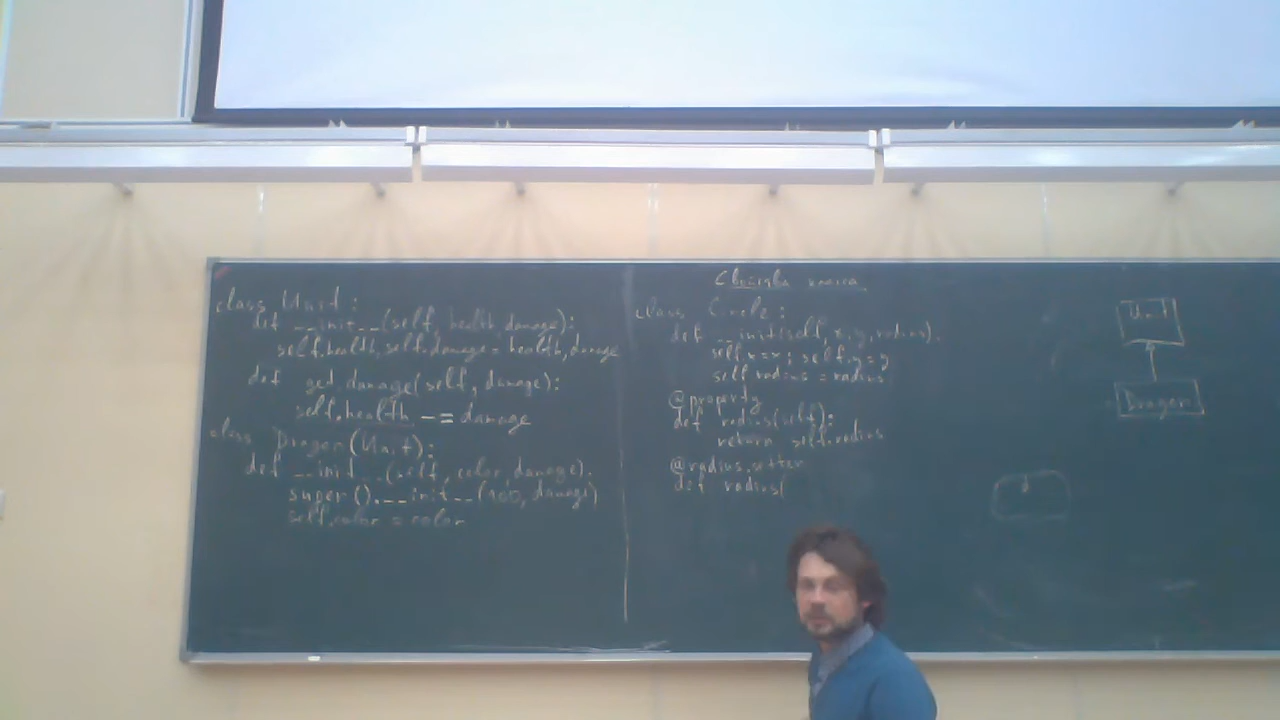 class Unit:
def __init__(self, health, damage):
self.health, self.damage = health, damage
def get_damage(self, damage):
self.health -= damage
class Dragon(Unit):
def __init__(self, color, damage):
super().__init__(100, damage)
self.color = color
Свойства класса
class Circle:
def __init__(self, x, y, radius):
self.x=x; self.y=y
self.radius = radius
@property
def radius(self):
return self.radius
@radius.setter
def radius(
Unit
Dragon